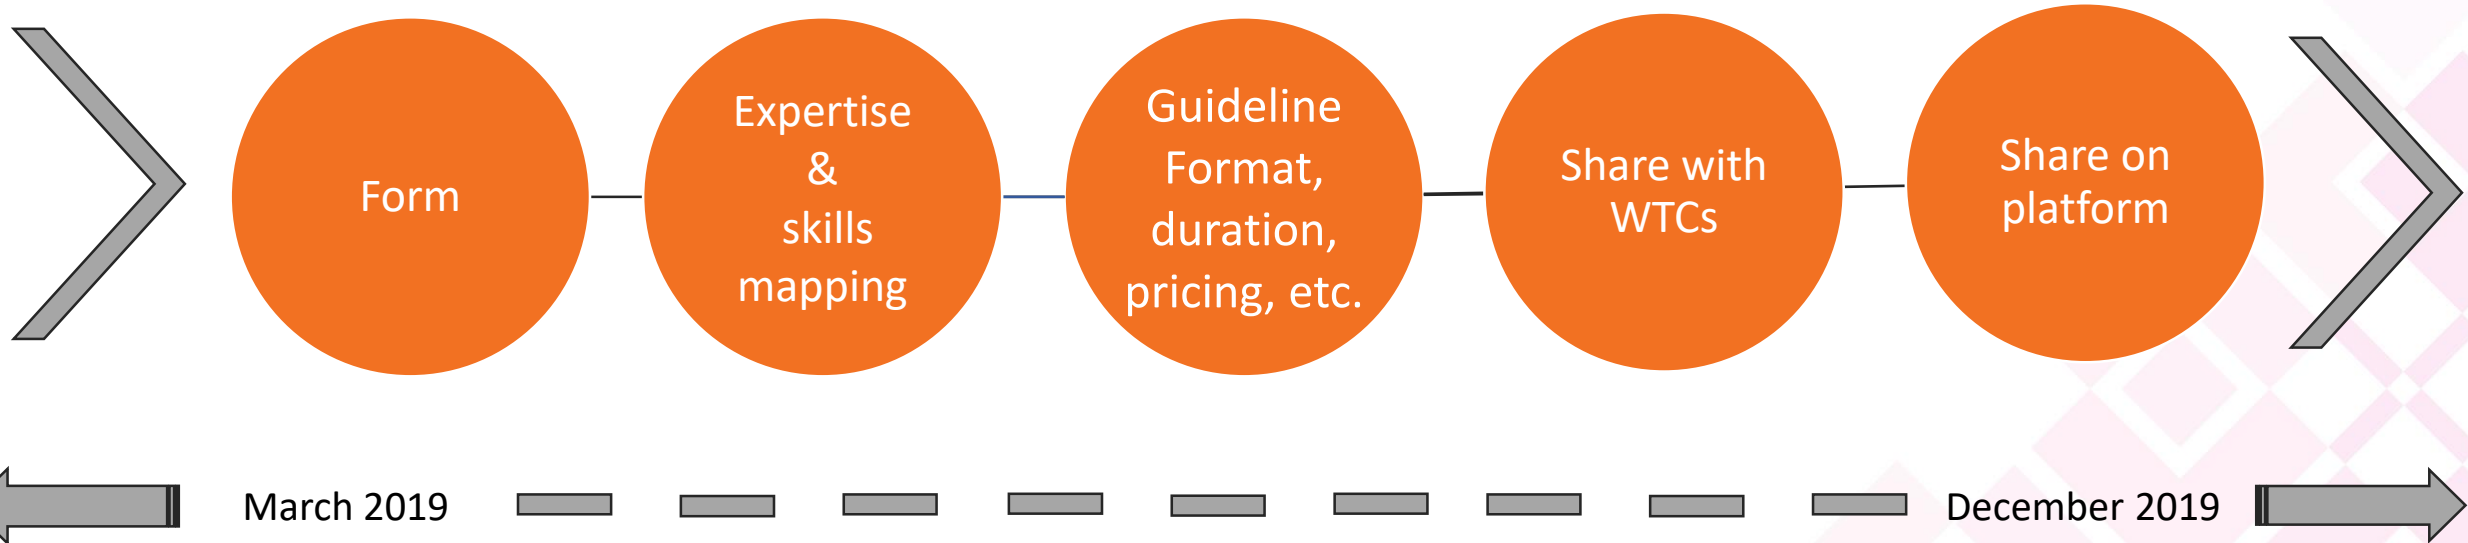 Form
Expertise
&
skills
mapping
Guideline
Format,
duration,
pricing, etc.
Share with
WTCs
Share on
platform
March 2019
December 2019